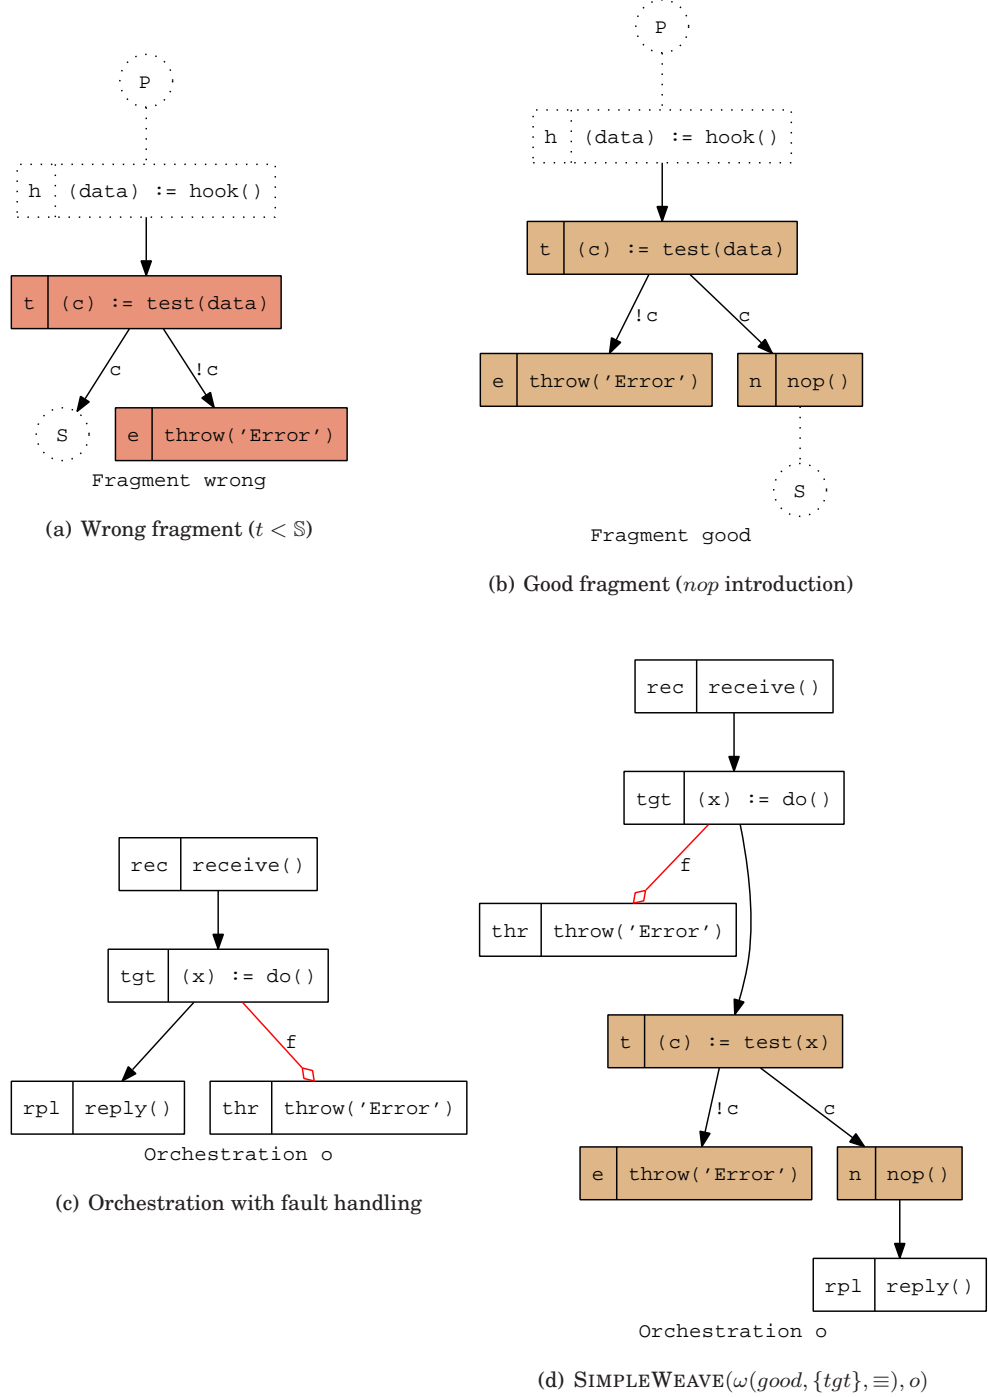 P
h (data) := hook()
t (c) := test(data)
c !c
S e throw('Error')
Fragment wrong
(a) Wrong fragment (t < 𝕊)
P
h (data) := hook()
t (c) := test(data)
!c c
e throw('Error') n nop()
S
Fragment good
(b) Good fragment (nop introduction)
rec receive()
tgt (x) := do()
f
rpl reply() thr throw('Error')
Orchestration o
(c) Orchestration with fault handling
rec receive()
tgt (x) := do()
f
thr throw('Error')
t (c) := test(x)
!c c
e throw('Error') n nop()
rpl reply()
Orchestration o
(d) SIMPLEWEAVE(ω(good, {tgt}, ≡), o)